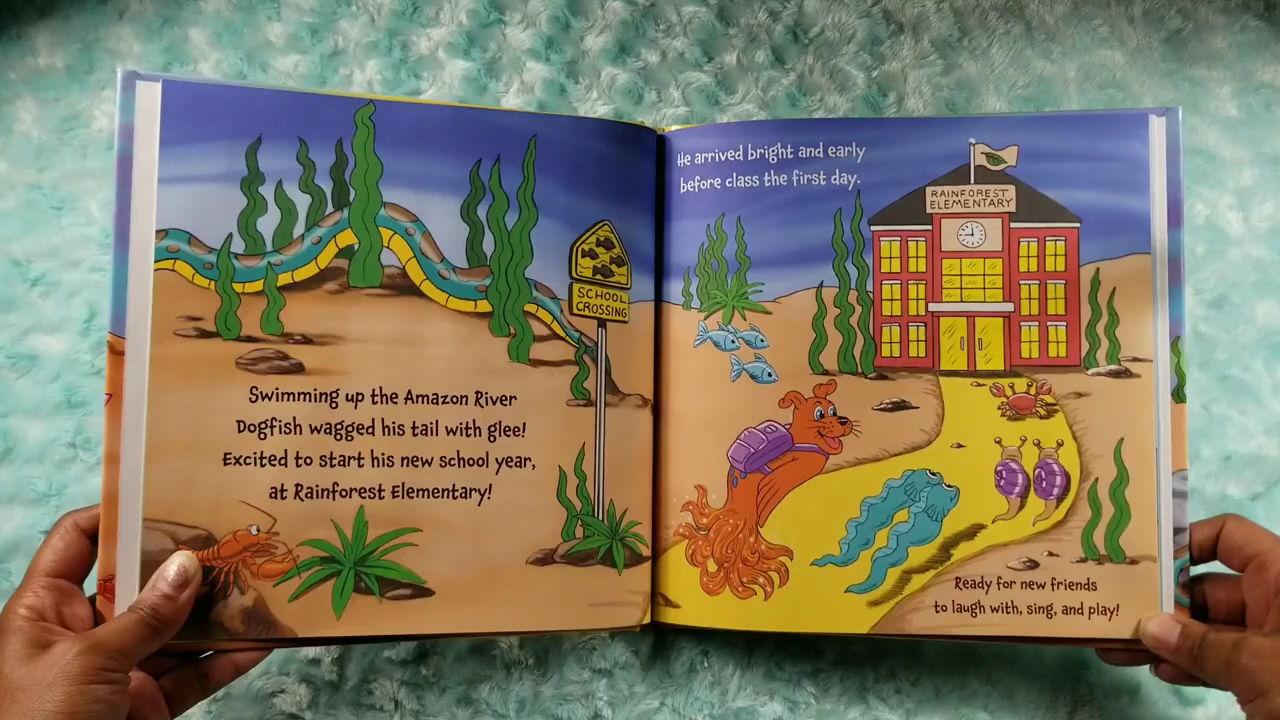 SCHOOL
CROSSING
Swimming up the Amazon River
Dogfish wagged his tail with glee!
Excited to start his new school year,
at Rainforest Elementary!
He arrived bright and early
before class the first day.
RAINFOREST
ELEMENTARY
Ready for new friends
to laugh with, sing, and play!